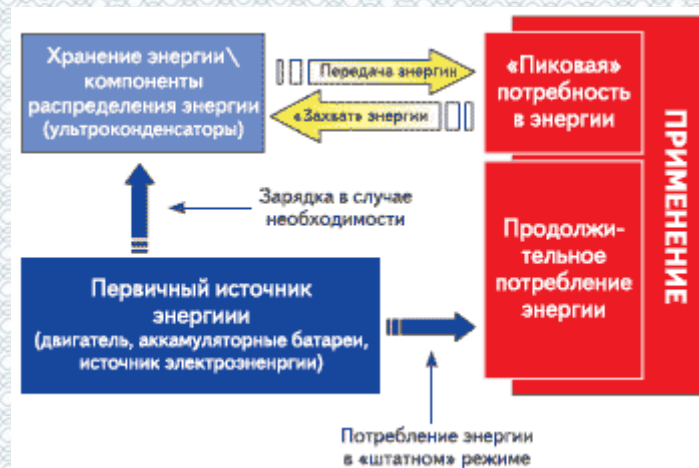 Хранение энергии\
компоненты
распределения энергии
(ультроконденсаторы)
Передача энергии
«Захват» энергии
«Пиковая»
потребность
в энергии
ПРИМЕНЕНИЕ
Зарядка в случае
необходимости
Продолжи-
тельное
потребление
энергии
Первичный источник
энергиии
(двигатель, аккамуляторные батареи,
источник электроэненргии)
Потребление энергии
в «штатном» режиме